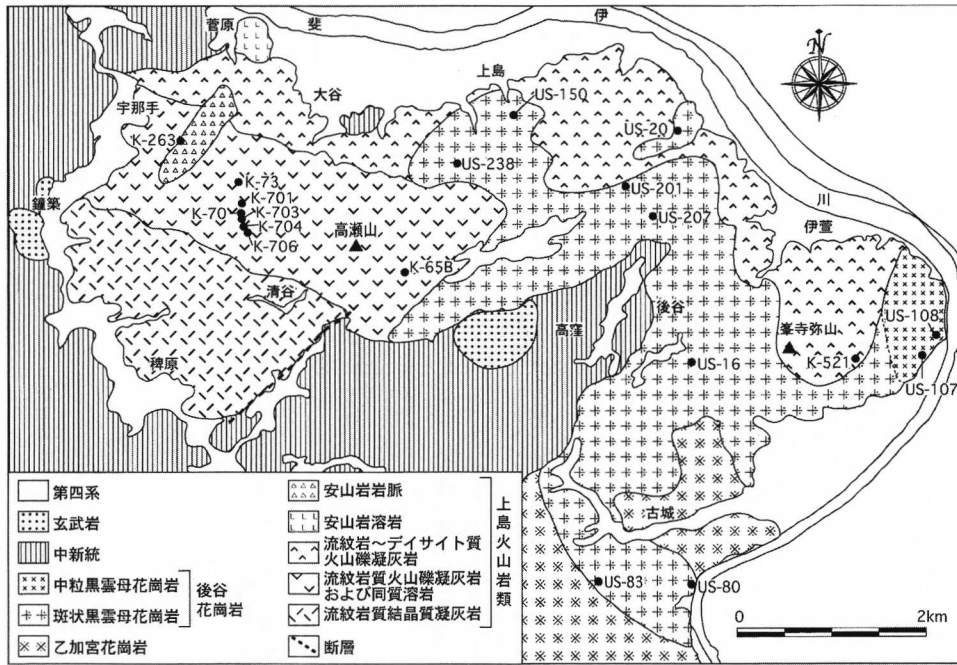 菅原
斐
伊
N
上島
大谷
US-150
宇那手
US-20
K-263
US-238
K-73
US-201
K-701
鐘築
K-70
K-703
US-207
川
K-704
高瀬山
伊萱
K-706
K-65B
清谷
後谷
US-108
高窪
峯寺弥山
稗原
US-16
K-521
US-107
古城
US-83
US-80
0
2km
第四系
玄武岩
中新統
中粒黒雲母花崗岩
斑状黒雲母花崗岩
後谷
花崗岩
乙加宮花崗岩
安山岩岩脈
安山岩溶岩
流紋岩～デイサイト質
火山礫凝灰岩
流紋岩質火山礫凝灰岩
および同質溶岩
流紋岩質結晶質凝灰岩
上島火山岩類
断層